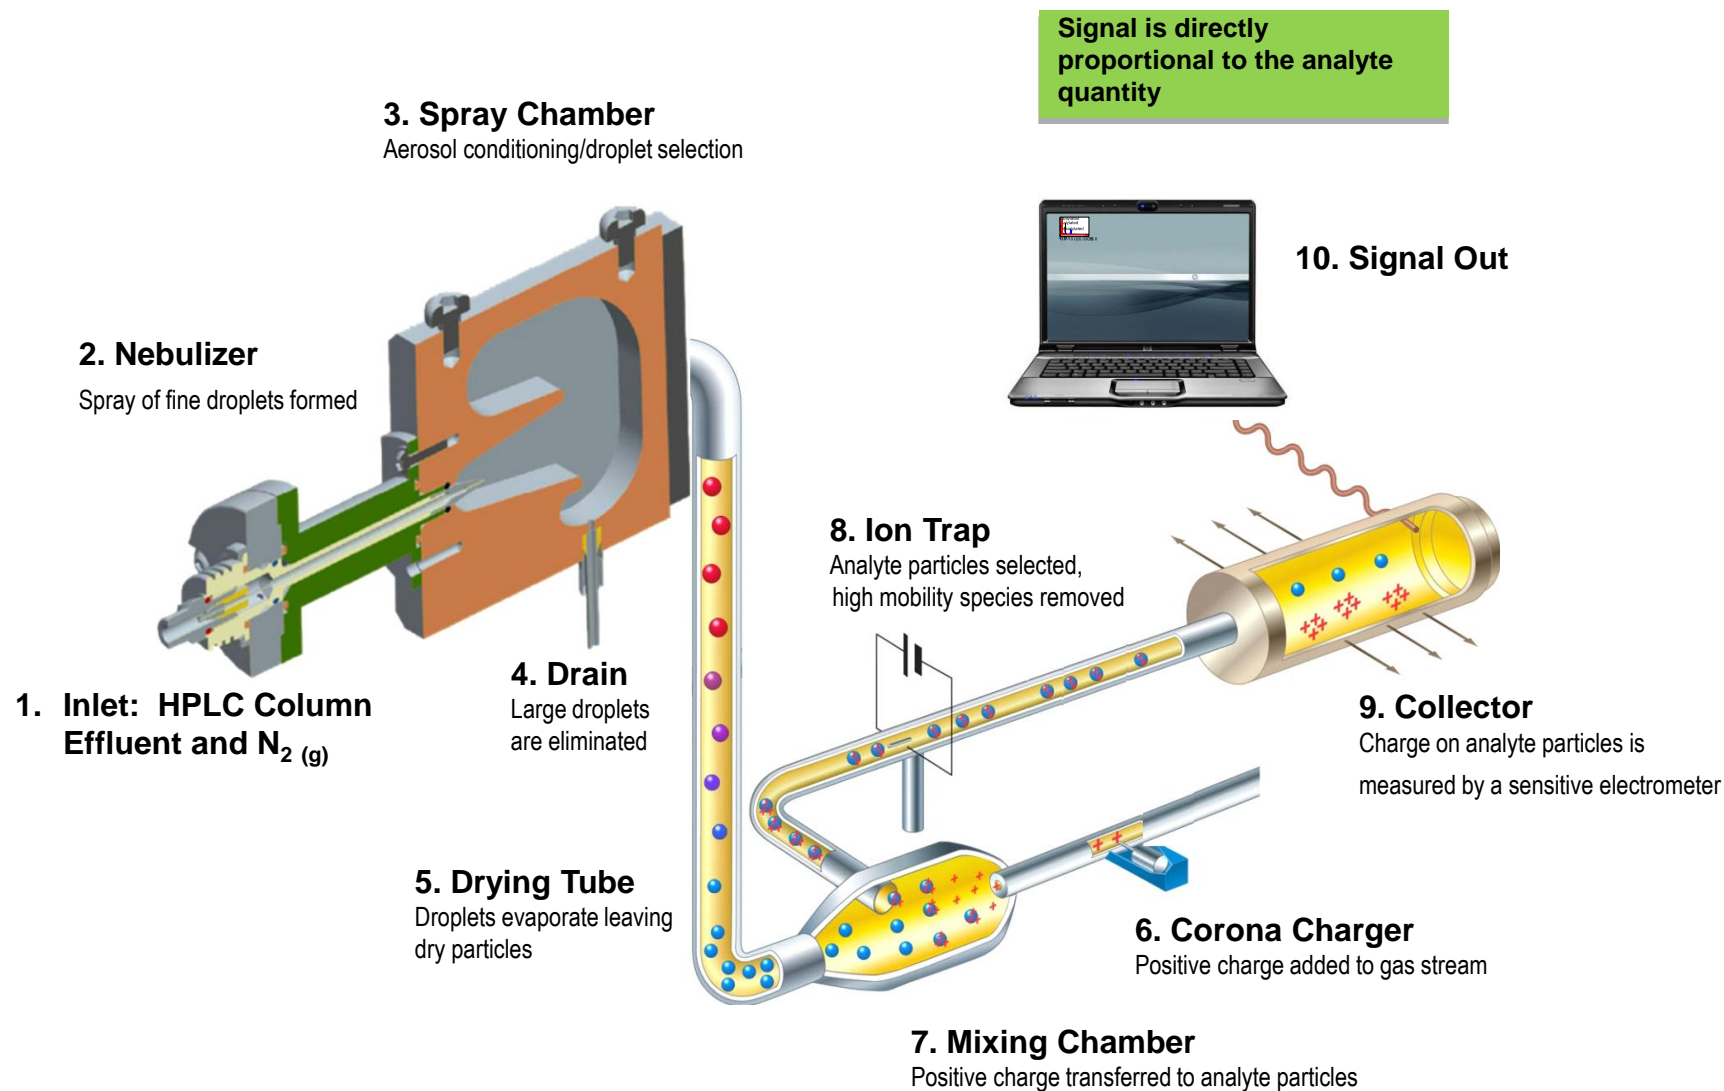 Signal is directly
proportional to the analyte
quantity
3. Spray Chamber
Aerosol conditioning/droplet selection
10. Signal Out
2. Nebulizer
Spray of fine droplets formed
8. Ion Trap
Analyte particles selected,
high mobility species removed
4. Drain
Large droplets
are eliminated
1. Inlet: HPLC Column
Effluent and N2 (g)
9. Collector
Charge on analyte particles is
measured by a sensitive electrometer
5. Drying Tube
Droplets evaporate leaving
dry particles
6. Corona Charger
Positive charge added to gas stream
7. Mixing Chamber
Positive charge transferred to analyte particles